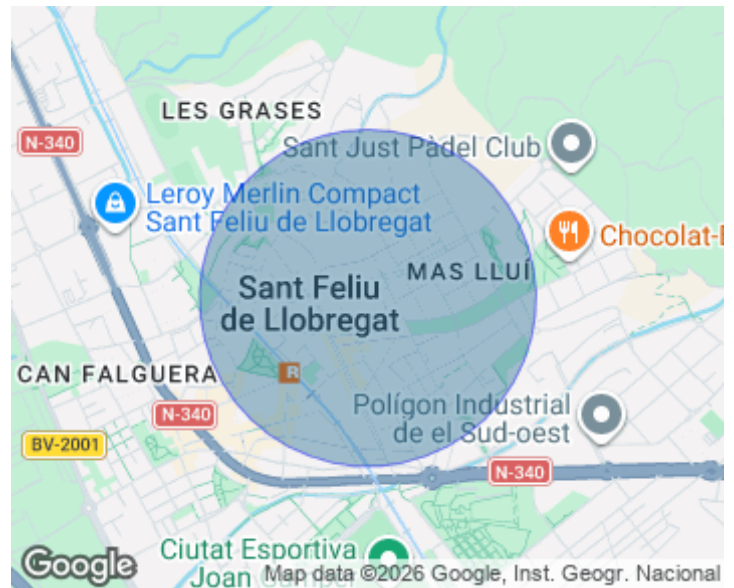 LES GRASES
N-340
Sant Just Pàdel Club
Leroy Merlin Compact
Sant Feliu de Llobregat
Chocolat-
MAS LLUÍ
Sant Feliu
de Llobregat
CAN FALGUERA
R
N-340
Polígon Industrial
de el Sud-oest
BV-2001
N-340
Ciutat Esportiva
Joan
Google
Map data ©2026 Google, Inst. Geogr. Nacional